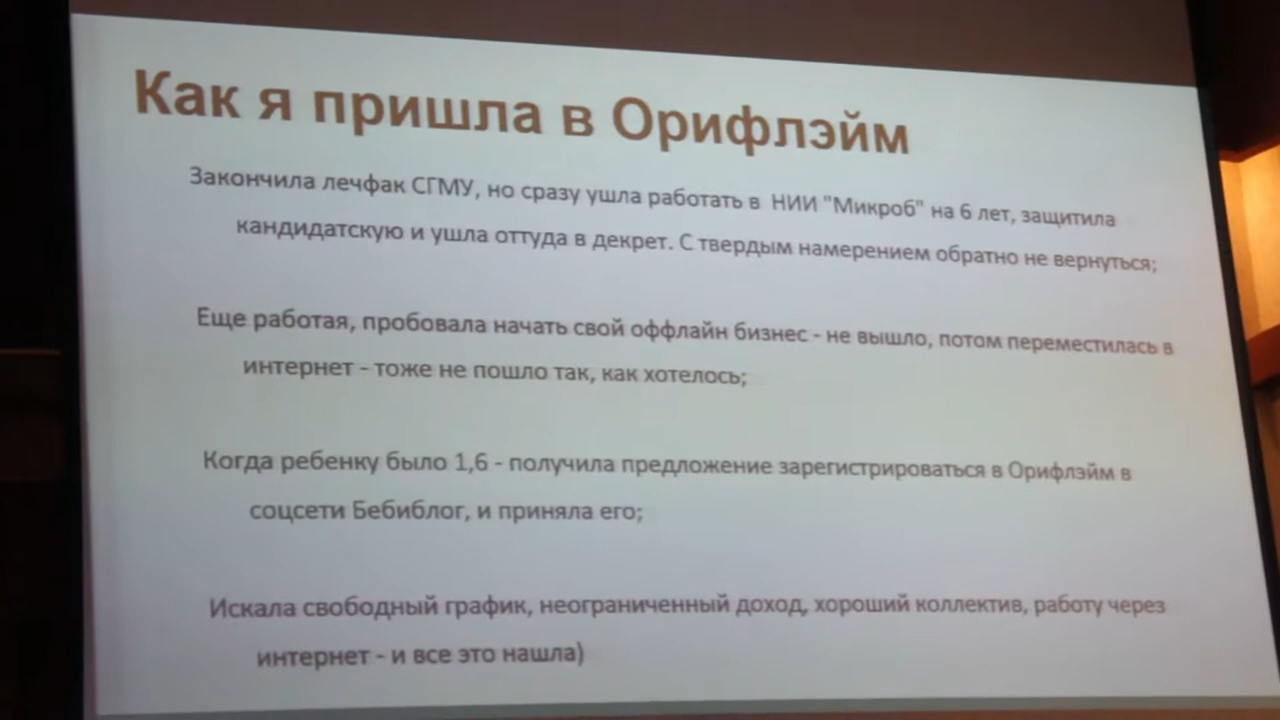 Как я пришла в Орифлэйм
Закончила лечфак СГМУ, но сразу ушла работать в НИИ "Микроб" на 6 лет, защитила
кандидатскую и ушла оттуда в декрет. С твердым намерением обратно не вернуться;
Еще работая, пробовала начать свой оффлайн бизнес - не вышло, потом переместилась в
интернет - тоже не пошло так, как хотелось;
Когда ребенку было 1,6 - получила предложение зарегистрироваться в Орифлэйм в
соцсети Бебиблог, и приняла его;
Искала свободный график, неограниченный доход, хороший коллектив, работу через
интернет - и все это нашла)